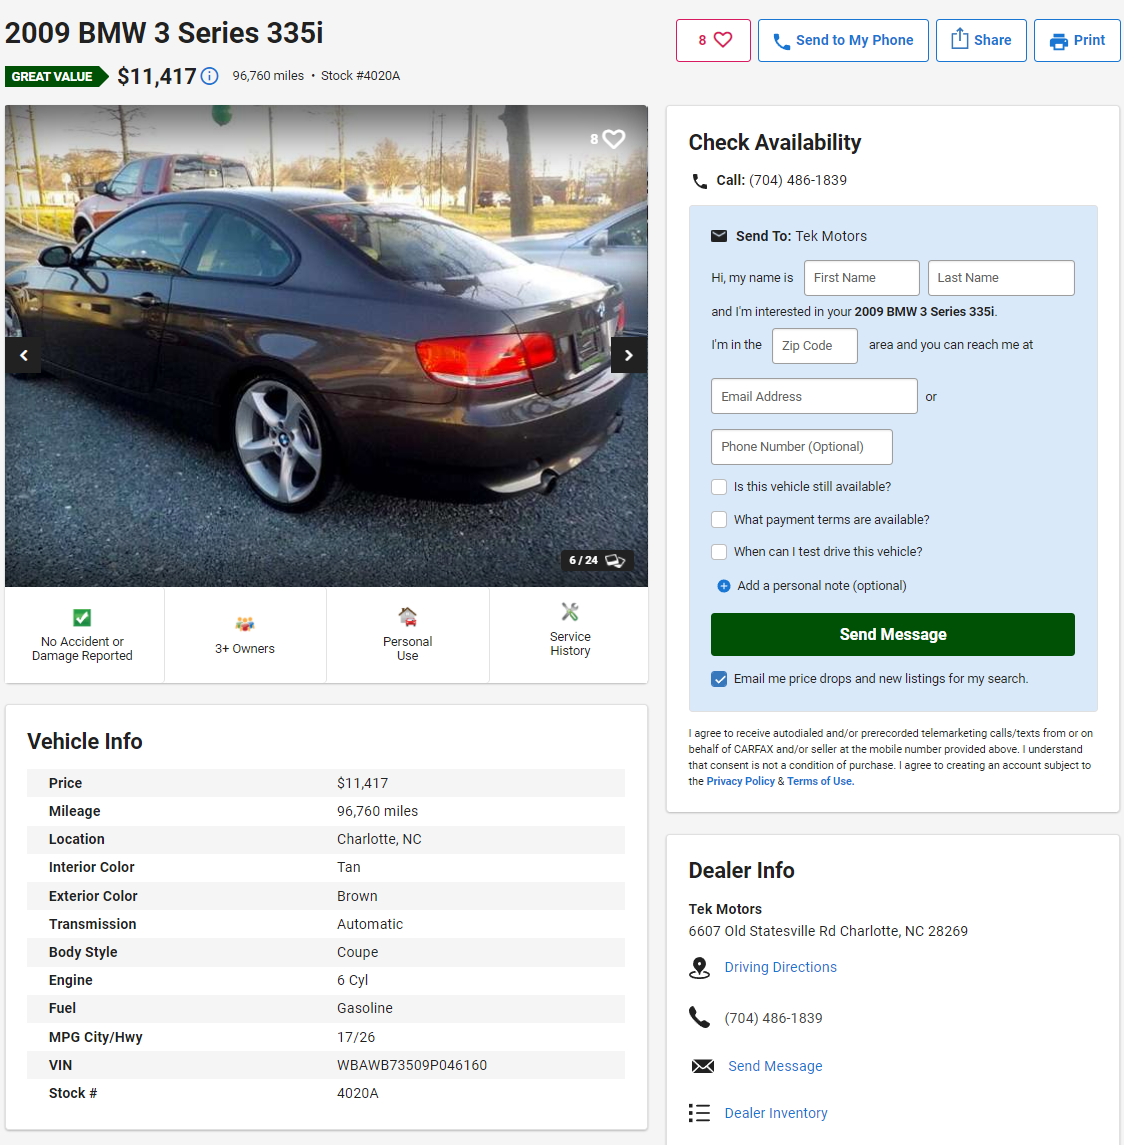 2009 BMW 3 Series 335i
8
Send to My Phone
Share
Print
GREAT VALUE
$11,417
96,760 miles • Stock #4020A
8
6 / 24
No Accident or
Damage Reported
3+ Owners
Personal
Use
Service
History
Vehicle Info
Price $11,417
Mileage 96,760 miles
Location Charlotte, NC
Interior Color Tan
Exterior Color Brown
Transmission Automatic
Body Style Coupe
Engine 6 Cyl
Fuel Gasoline
MPG City/Hwy 17/26
VIN WBAWB73509P046160
Stock # 4020A
Check Availability
Call: (704) 486-1839
Send To: Tek Motors
Hi, my name is First Name Last Name
and I'm interested in your 2009 BMW 3 Series 335i.
I'm in the Zip Code area and you can reach me at
Email Address or
Phone Number (Optional)
Is this vehicle still available?
What payment terms are available?
When can I test drive this vehicle?
Add a personal note (optional)
Send Message
Email me price drops and new listings for my search.
I agree to receive autodialed and/or prerecorded telemarketing calls/texts from or on
behalf of CARFAX and/or seller at the mobile number provided above. I understand
that consent is not a condition of purchase. I agree to creating an account subject to
the Privacy Policy & Terms of Use.
Dealer Info
Tek Motors
6607 Old Statesville Rd Charlotte, NC 28269
Driving Directions
(704) 486-1839
Send Message
Dealer Inventory